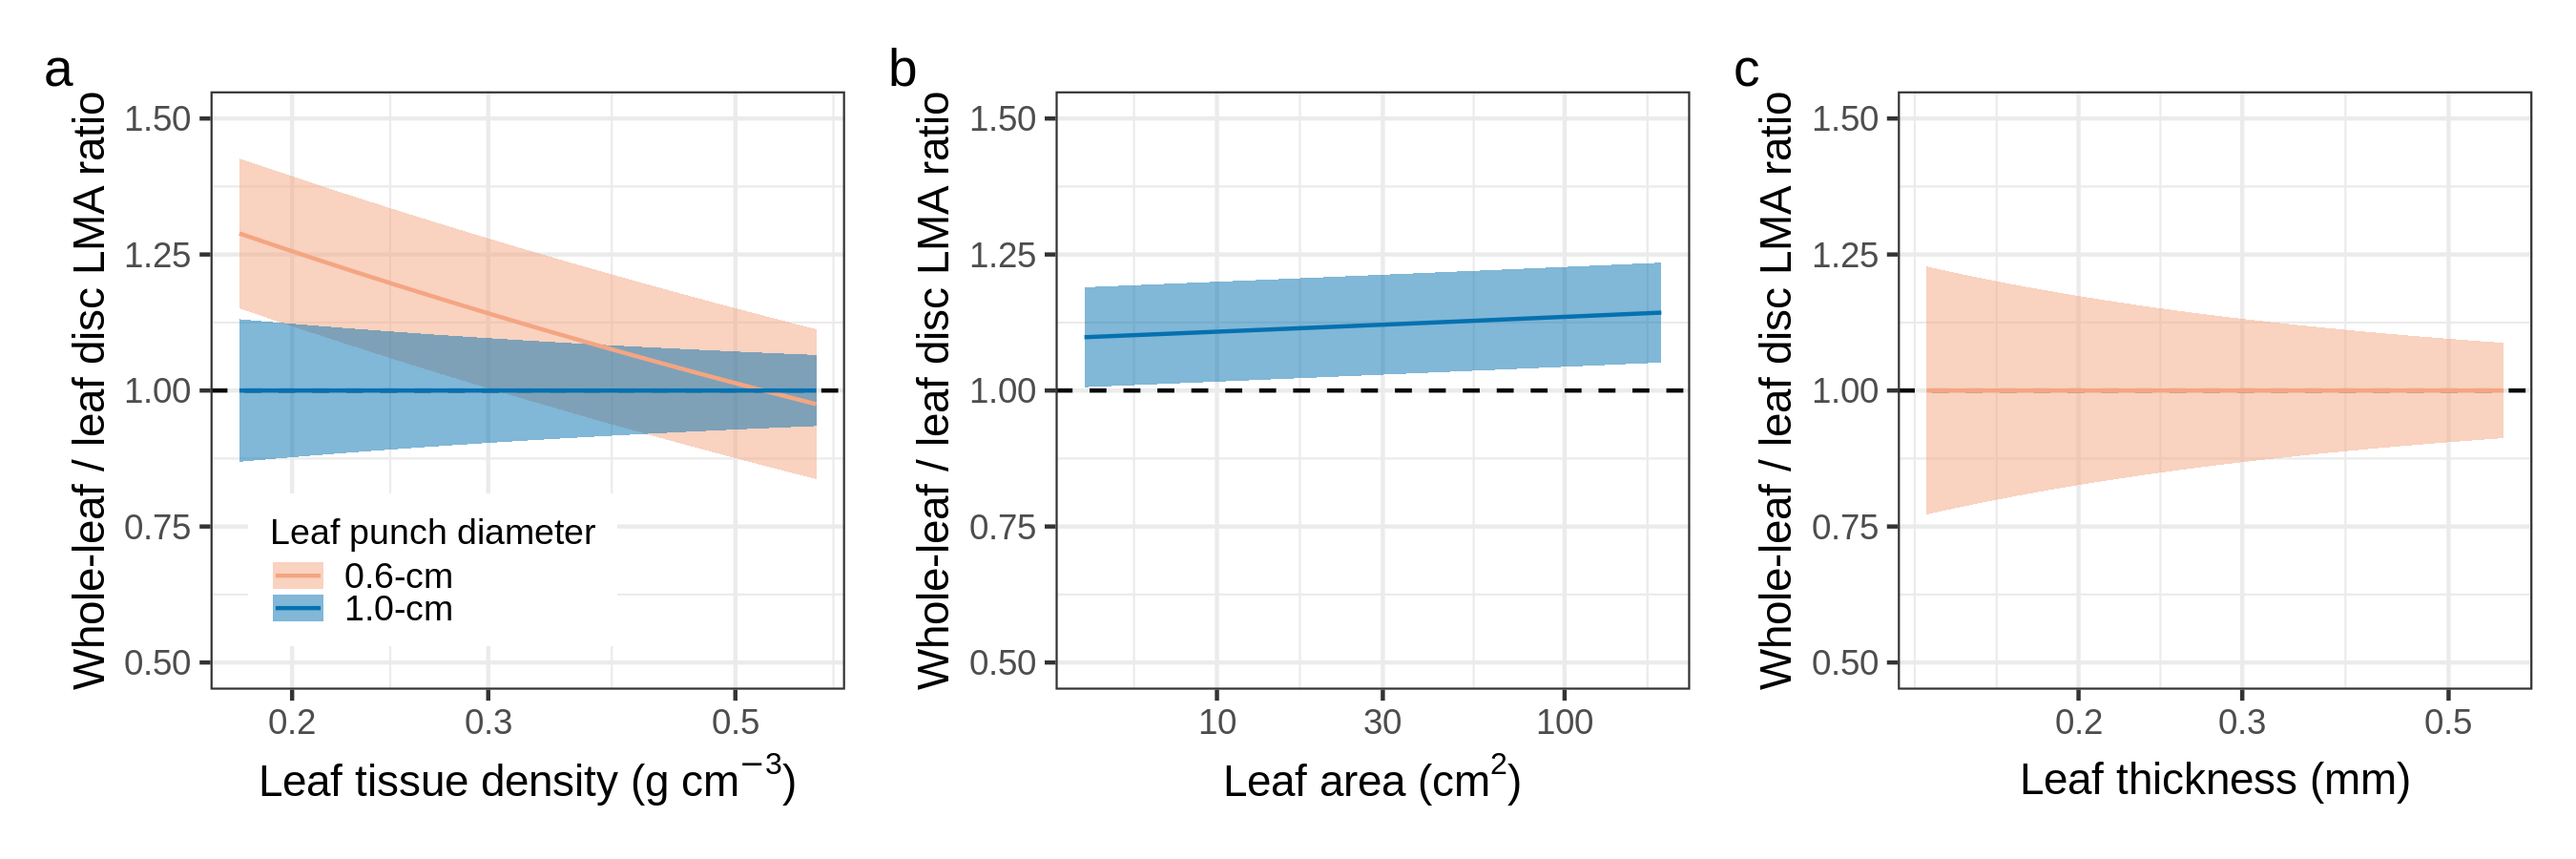 a
Whole-leaf / leaf disc LMA ratio
1.50
1.25
1.00
0.75
0.50
Leaf punch diameter
0.6-cm
1.0-cm
0.2 0.3 0.5
Leaf tissue density (g cm⁻³)
b
Whole-leaf / leaf disc LMA ratio
1.50
1.25
1.00
0.75
0.50
10 30 100
Leaf area (cm²)
c
Whole-leaf / leaf disc LMA ratio
1.50
1.25
1.00
0.75
0.50
0.2 0.3 0.5
Leaf thickness (mm)